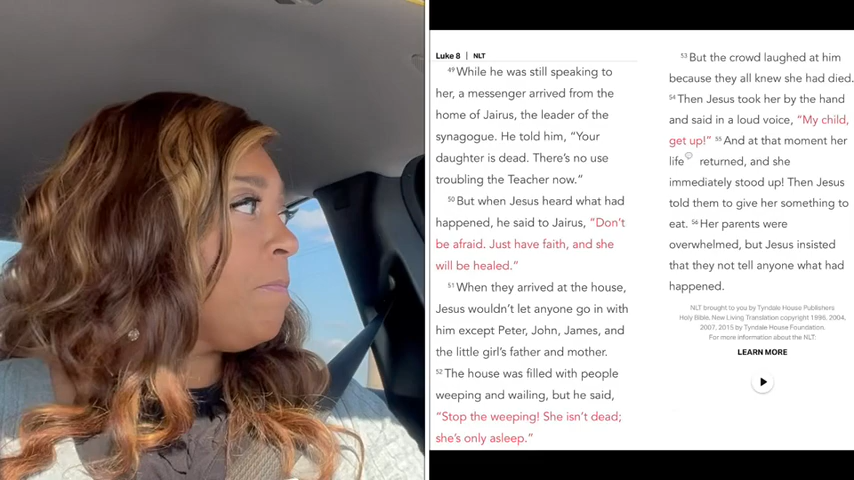 Luke 8 | NLT
49 While he was still speaking to
her, a messenger arrived from the
home of Jairus, the leader of the
synagogue. He told him, “Your
daughter is dead. There’s no use
troubling the Teacher now.”
50 But when Jesus heard what had
happened, he said to Jairus, “Don’t
be afraid. Just have faith, and she
will be healed.”
51 When they arrived at the house,
Jesus wouldn’t let anyone go in with
him except Peter, John, James, and
the little girl’s father and mother.
52 The house was filled with people
weeping and wailing, but he said,
“Stop the weeping! She isn’t dead;
she’s only asleep.”
53 But the crowd laughed at him
because they all knew she had died.
54 Then Jesus took her by the hand
and said in a loud voice, “My child,
get up!” 55 And at that moment her
life returned, and she
immediately stood up! Then Jesus
told them to give her something to
eat. 56 Her parents were
overwhelmed, but Jesus insisted
that they not tell anyone what had
happened.
NLT brought to you by Tyndale House Publishers
Holy Bible, New Living Translation copyright 1996, 2004,
2007, 2015 by Tyndale House Foundation.
For more information about the NLT:
LEARN MORE